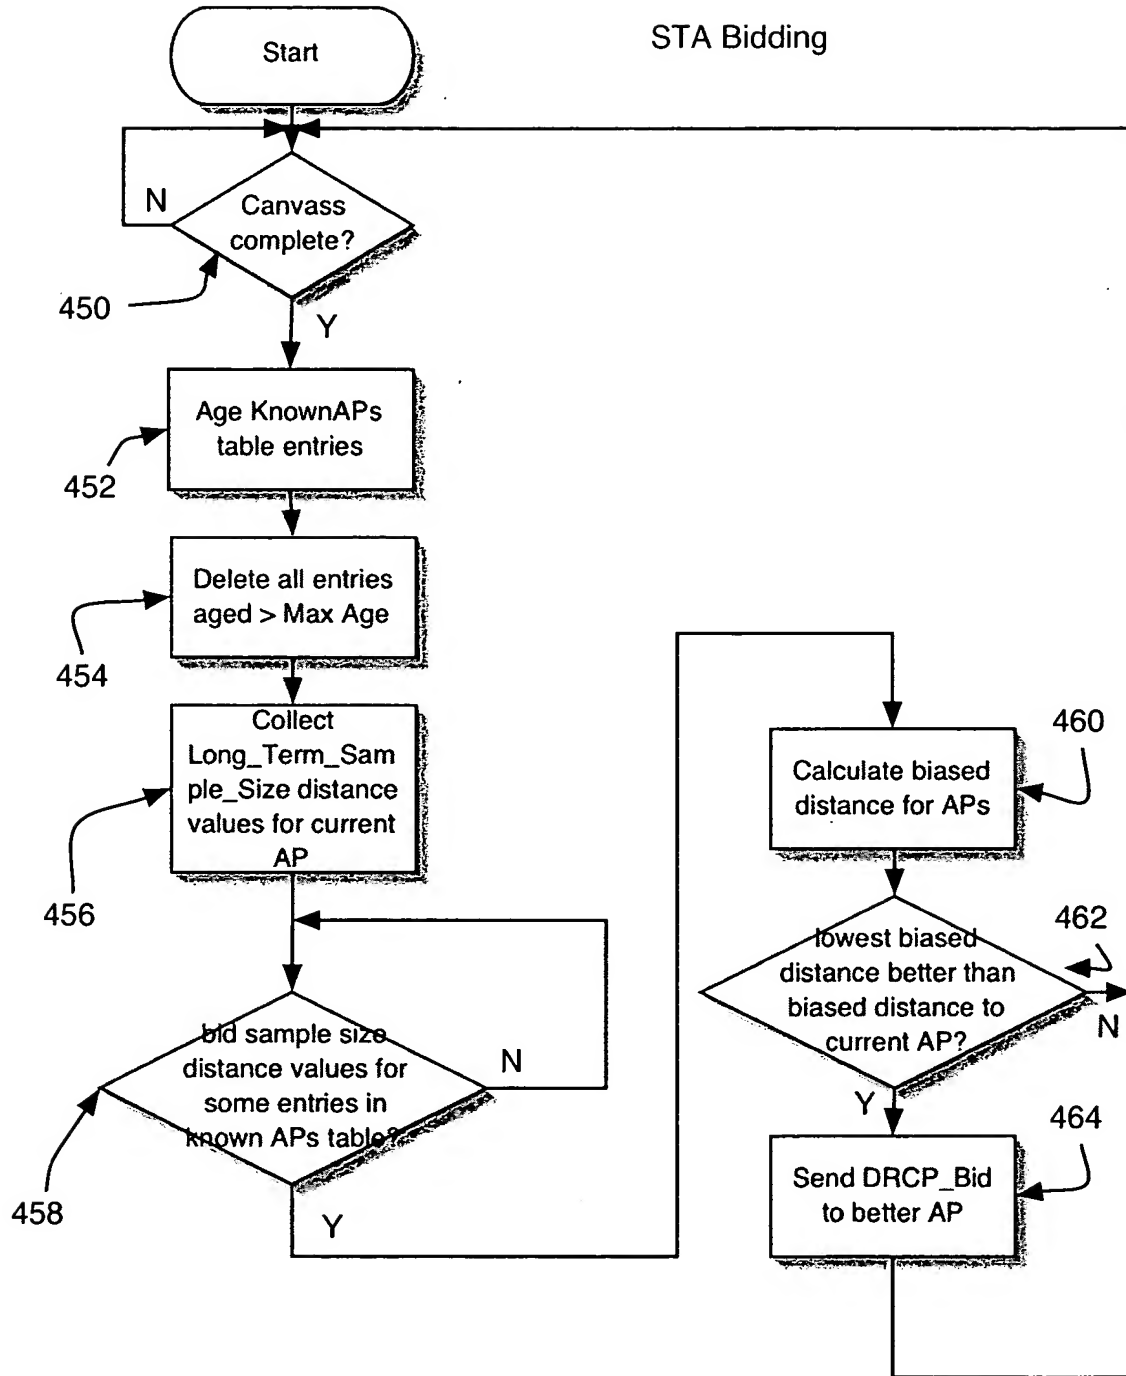 STA Bidding
Start
N
Canvass
complete?
450
Y
Age KnownAPs
table entries
452
Delete all entries
aged > Max Age
454
Collect
Long_Term_Sam
ple_Size distance
values for current
AP
456
bid sample size
distance values for
some entries in
known APs table?
N
458
Y
460
Calculate biased
distance for APs
462
lowest biased
distance better than
biased distance to
current AP?
N
Y
464
Send DRCP_Bid
to better AP